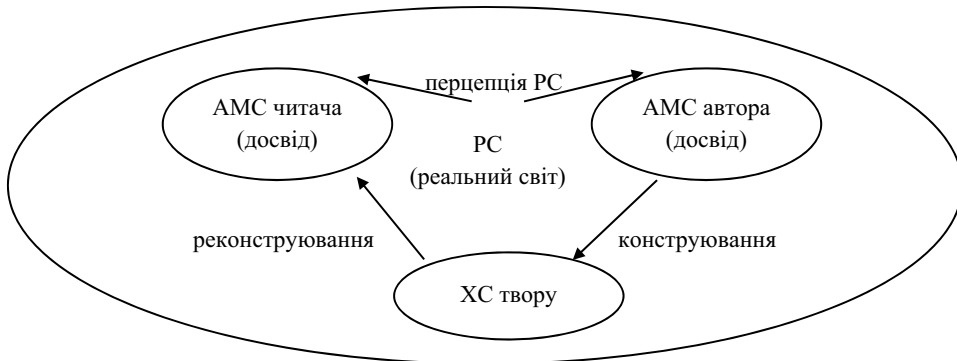 перцепція РС
АМС читача
(досвід)
АМС автора
(досвід)
РС
(реальний світ)
реконструювання
конструювання
ХС твору